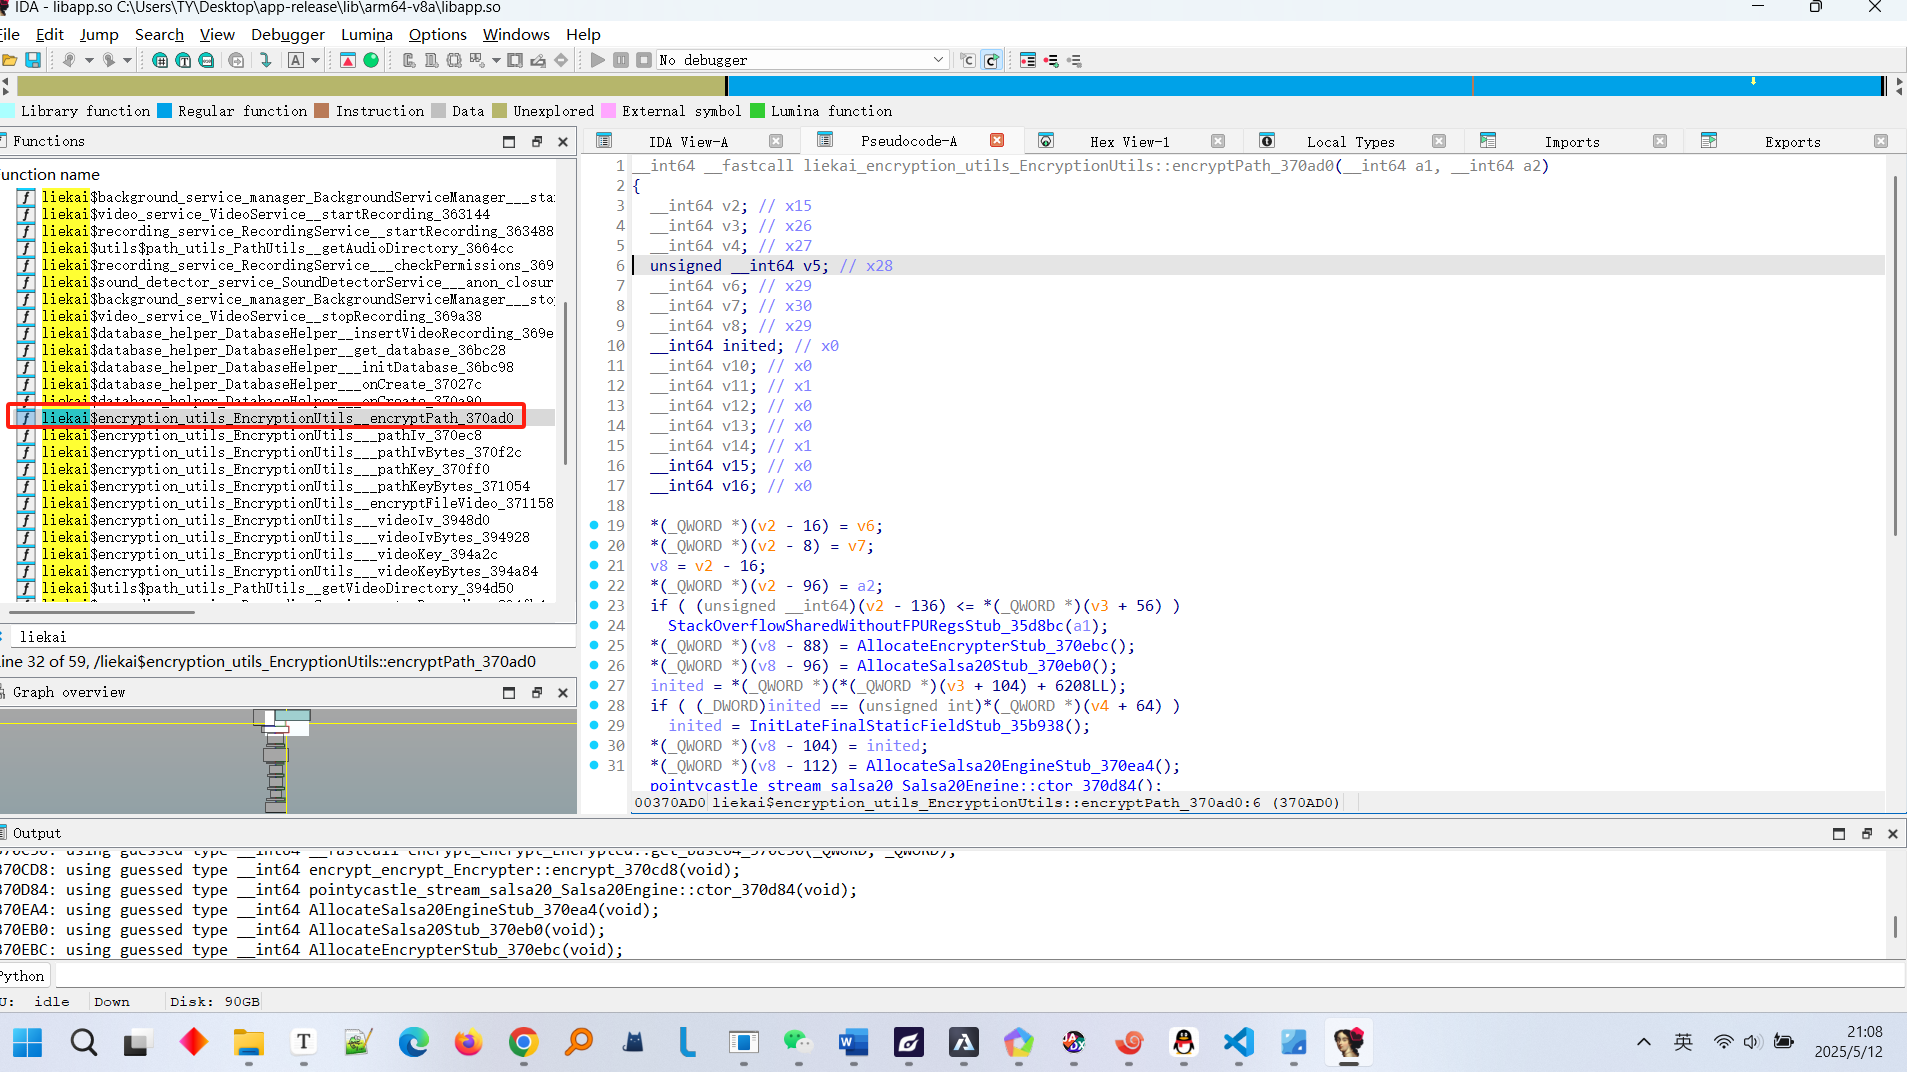 IDA - libapp.so C:\Users\TY\Desktop\app-release\lib\arm64-v8a\libapp.so
ile Edit Jump Search View Debugger Lumina Options Windows Help
No debugger
Library function Regular function Instruction Data Unexplored External symbol Lumina function
Functions
unction name
liekai$background_service_manager_BackgroundServiceManager___sta
liekai$video_service_VideoService__startRecording_363144
liekai$recording_service_RecordingService__startRecording_363488
liekai$utils$path_utils_PathUtils__getAudioDirectory_3664cc
liekai$recording_service_RecordingService___checkPermissions_369
liekai$sound_detector_service_SoundDetectorService___anon_closur
liekai$background_service_manager_BackgroundServiceManager___sto
liekai$video_service_VideoService__stopRecording_369a38
liekai$database_helper_DatabaseHelper__insertVideoRecording_369e
liekai$database_helper_DatabaseHelper__get_database_36bc28
liekai$database_helper_DatabaseHelper___initDatabase_36bc98
liekai$database_helper_DatabaseHelper___onCreate_37027c
liekai$database_helper_DatabaseHelper___onCreate_370a90
liekai$encryption_utils_EncryptionUtils__encryptPath_370ad0
liekai$encryption_utils_EncryptionUtils___pathIv_370ec8
liekai$encryption_utils_EncryptionUtils___pathIvBytes_370f2c
liekai$encryption_utils_EncryptionUtils___pathKey_370ff0
liekai$encryption_utils_EncryptionUtils___pathKeyBytes_371054
liekai$encryption_utils_EncryptionUtils__encryptFileVideo_371158
liekai$encryption_utils_EncryptionUtils___videoIv_3948d0
liekai$encryption_utils_EncryptionUtils___videoIvBytes_394928
liekai$encryption_utils_EncryptionUtils___videoKey_394a2c
liekai$encryption_utils_EncryptionUtils___videoKeyBytes_394a84
liekai$utils$path_utils_PathUtils__getVideoDirectory_394d50
liekai
ine 32 of 59, /liekai$encryption_utils_EncryptionUtils::encryptPath_370ad0
Graph overview
IDA View-A Pseudocode-A Hex View-1 Local Types Imports Exports
1 __int64 __fastcall liekai_encryption_utils_EncryptionUtils::encryptPath_370ad0(__int64 a1, __int64 a2)
2 {
3 __int64 v2; // x15
4 __int64 v3; // x26
5 __int64 v4; // x27
6 unsigned __int64 v5; // x28
7 __int64 v6; // x29
8 __int64 v7; // x30
9 __int64 v8; // x29
10 __int64 inited; // x0
11 __int64 v10; // x0
12 __int64 v11; // x1
13 __int64 v12; // x0
14 __int64 v13; // x0
15 __int64 v14; // x1
16 __int64 v15; // x0
17 __int64 v16; // x0
18
19 *(_QWORD *)(v2 - 16) = v6;
20 *(_QWORD *)(v2 - 8) = v7;
21 v8 = v2 - 16;
22 *(_QWORD *)(v2 - 96) = a2;
23 if ( (unsigned __int64)(v2 - 136) <= *(_QWORD *)(v3 + 56) )
24 StackOverflowSharedWithoutFPURegsStub_35d8bc(a1);
25 *(_QWORD *)(v8 - 88) = AllocateEncrypterStub_370ebc();
26 *(_QWORD *)(v8 - 96) = AllocateSalsa20Stub_370eb0();
27 inited = *(_QWORD *)(*(_QWORD *)(v3 + 104) + 6208LL);
28 if ( (_DWORD)inited == (unsigned int)*(_QWORD *)(v4 + 64) )
29 inited = InitLateFinalStaticFieldStub_35b938();
30 *(_QWORD *)(v8 - 104) = inited;
31 *(_QWORD *)(v8 - 112) = AllocateSalsa20EngineStub_370ea4();
pointycastle_stream_salsa20_Salsa20Engine::ctor_370d84();
00370AD0 liekai$encryption_utils_EncryptionUtils::encryptPath_370ad0:6 (370AD0)
Output
370C50: using guessed type __int64 __fastcall encrypt_encrypt_Encrypted::get_base64_370c50(_QWORD, _QWORD);
370CD8: using guessed type __int64 encrypt_encrypt_Encrypter::encrypt_370cd8(void);
370D84: using guessed type __int64 pointycastle_stream_salsa20_Salsa20Engine::ctor_370d84(void);
370EA4: using guessed type __int64 AllocateSalsa20EngineStub_370ea4(void);
370EB0: using guessed type __int64 AllocateSalsa20Stub_370eb0(void);
370EBC: using guessed type __int64 AllocateEncrypterStub_370ebc(void);
Python
U: idle Down Disk: 90GB
英
21:08
2025/5/12